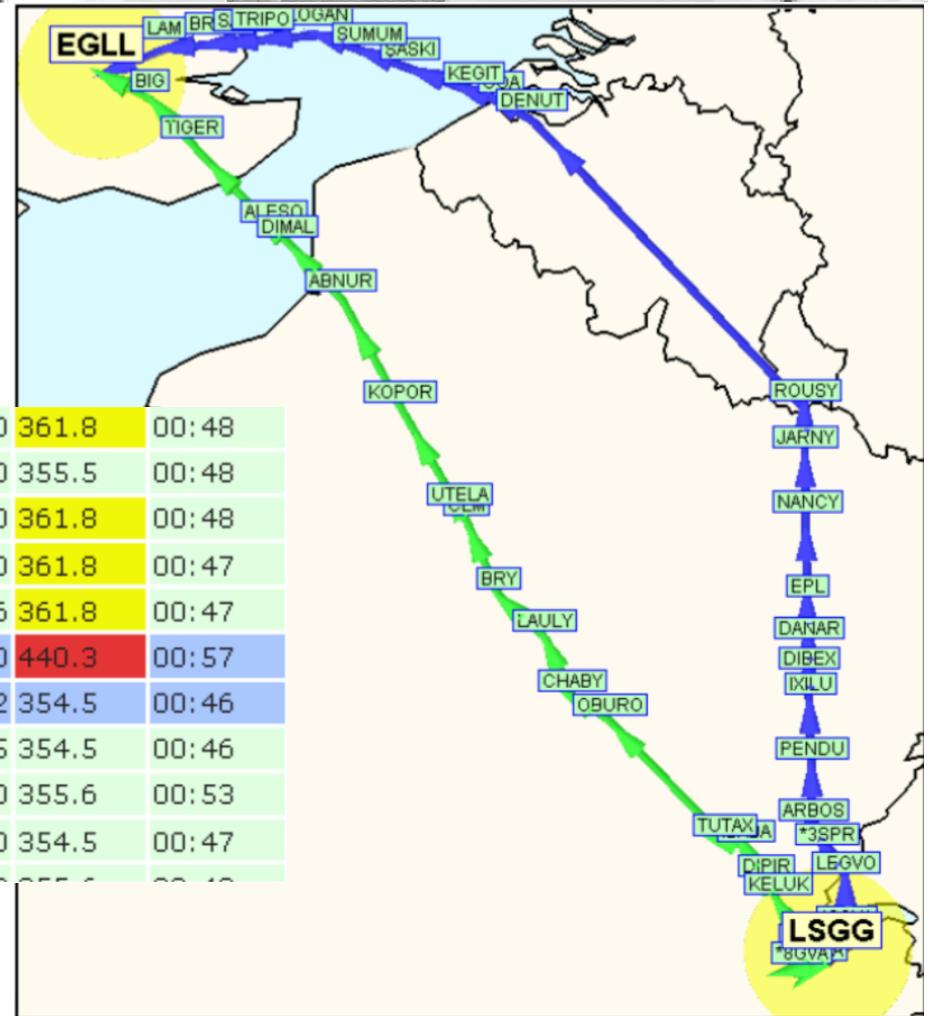 OGAN
TRIPO
S
BR
LAM
EGLL
SUMUM
SASKI
BIG
KEGIT
DENUT
TIGER
ALESO
DIMAL
ABNUR
KOPOR
ROUSY
JARNY
361.8 00:48
355.5 00:48
UTELA
NANCY
361.8 00:48
361.8 00:47
BRY
EPL
361.8 00:47
LAULY
DANAR
440.3 00:57
DIBEX
CHABY
IXILU
354.5 00:46
OBURO
354.5 00:46
PENDU
355.6 00:53
ARBOS
TUTAX
*3SPR
354.5 00:47
DIPIR
LEGVO
KELUK
LSGG
*8GVA